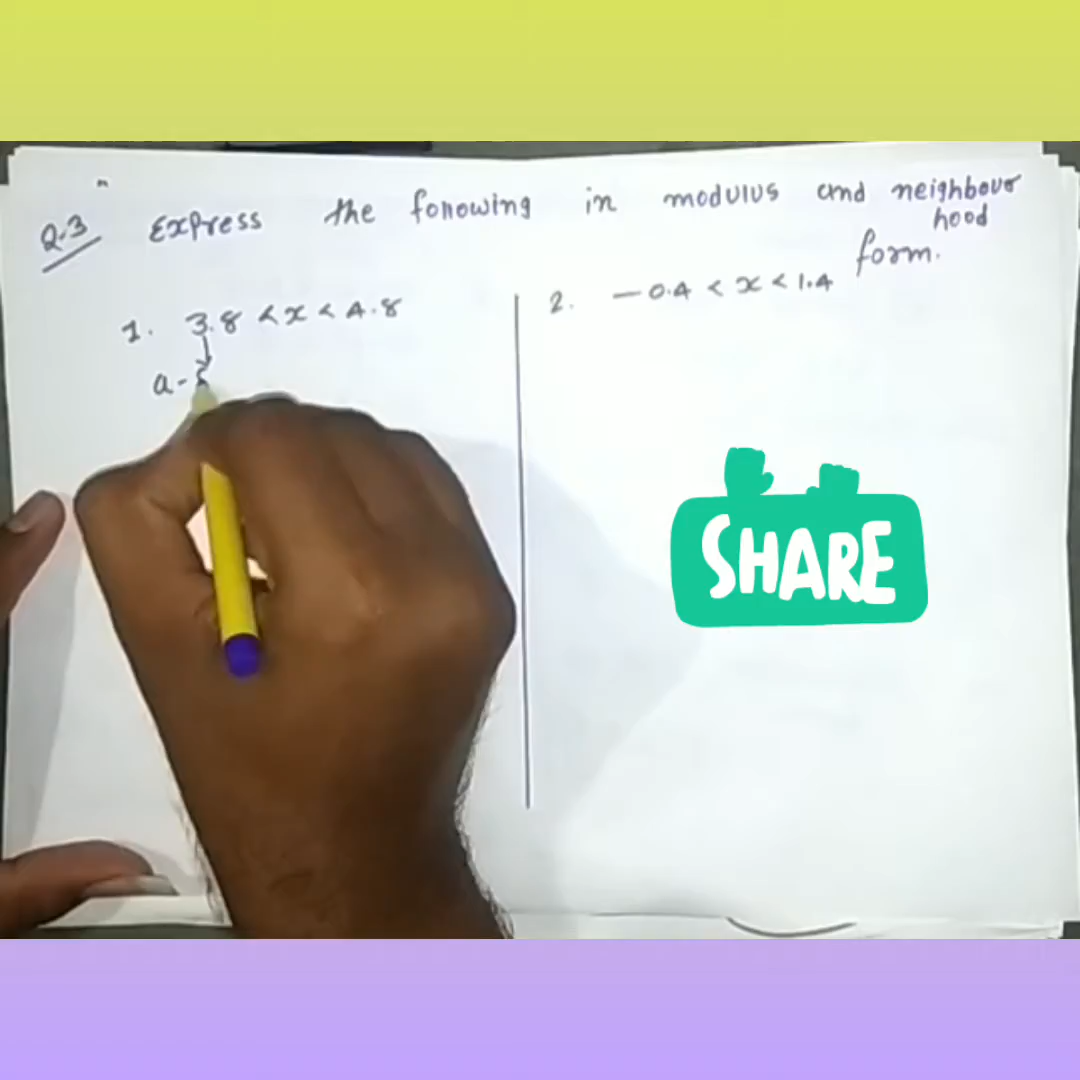 Q.3 Express the following in modulus and neighbour
hood
form.
1. 3.8 < x < 4.8
2. - 0.4 < x < 1.4
a - δ
SHARE